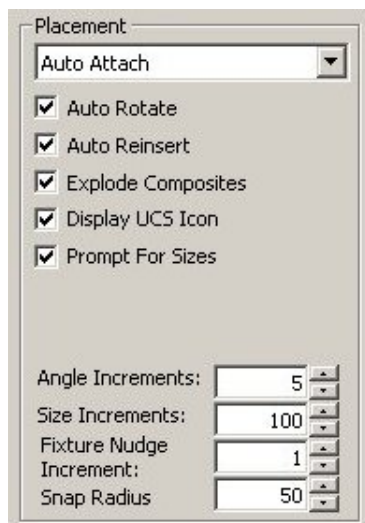 Placement
Auto Attach
Auto Rotate
Auto Reinsert
Explode Composites
Display UCS Icon
Prompt For Sizes
Angle Increments: 5
Size Increments: 100
Fixture Nudge
Increment: 1
Snap Radius 50